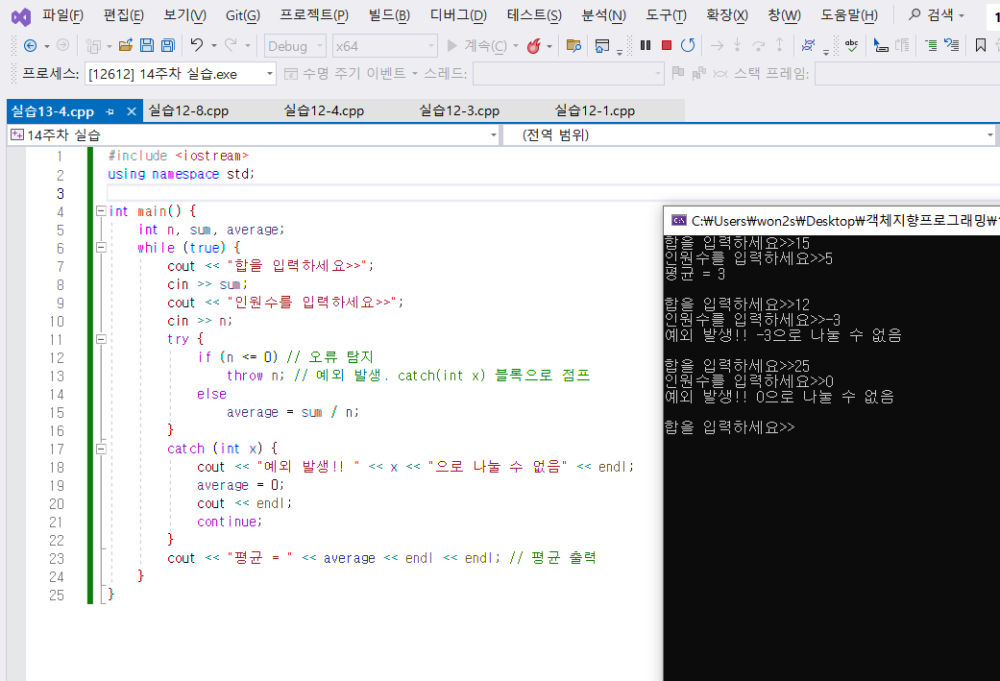 파일(F) 편집(E) 보기(V) Git(G) 프로젝트(P) 빌드(B) 디버그(D) 테스트(S) 분석(N) 도구(T) 확장(X) 창(W) 도움말(H) 검색
Debug x64 계속(C)
프로세스: [12612] 14주차 실습.exe 수명 주기 이벤트 스레드: 스택 프레임:
실습13-4.cpp 실습12-8.cpp 실습12-4.cpp 실습12-3.cpp 실습12-1.cpp
14주차 실습 (전역 범위)
1 #include <iostream>
2 using namespace std;
3
4 int main() {
5 int n, sum, average;
6 while (true) {
7 cout << "합을 입력하세요>>";
8 cin >> sum;
9 cout << "인원수를 입력하세요>>";
10 cin >> n;
11 try {
12 if (n <= 0) // 오류 탐지
13 throw n; // 예외 발생. catch(int x) 블록으로 점프
14 else
15 average = sum / n;
16 }
17 catch (int x) {
18 cout << "예외 발생!! " << x << "으로 나눌 수 없음" << endl;
19 average = 0;
20 cout << endl;
21 continue;
22 }
23 cout << "평균 = " << average << endl << endl; // 평균 출력
24 }
25 }
C:₩Users₩won2s₩Desktop₩객체지향프로그래밍₩
합을 입력하세요>>15
인원수를 입력하세요>>5
평균 = 3
합을 입력하세요>>12
인원수를 입력하세요>>-3
예외 발생!! -3으로 나눌 수 없음
합을 입력하세요>>25
인원수를 입력하세요>>0
예외 발생!! 0으로 나눌 수 없음
합을 입력하세요>>